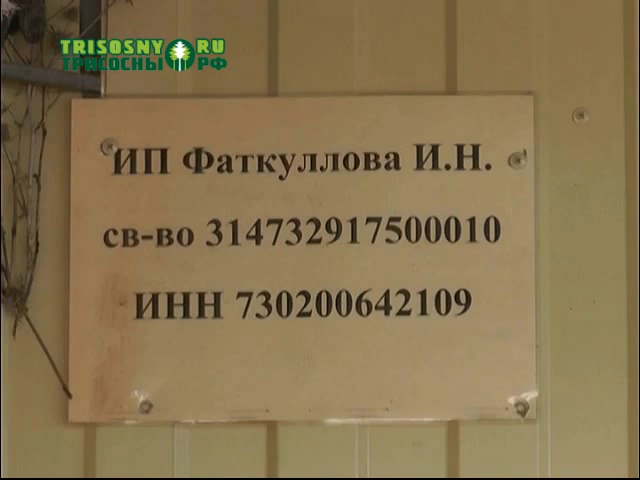 TRISOSNY.RU
ТРИСОСНЫ.РФ
ИП Фаткуллова И.Н.
св-во 314732917500010
ИНН 730200642109